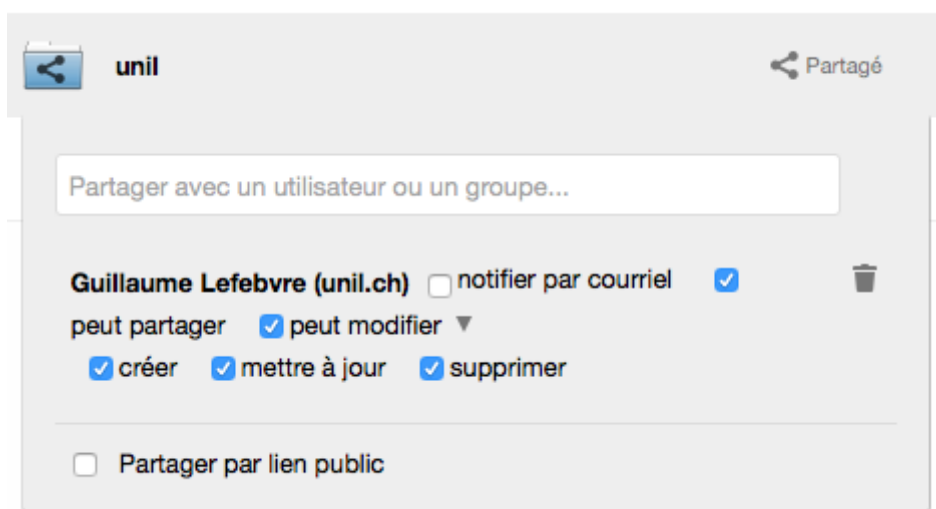 unil Partagé
Partager avec un utilisateur ou un groupe...
Guillaume Lefebvre (unil.ch) notifier par courriel
peut partager peut modifier
créer mettre à jour supprimer
Partager par lien public